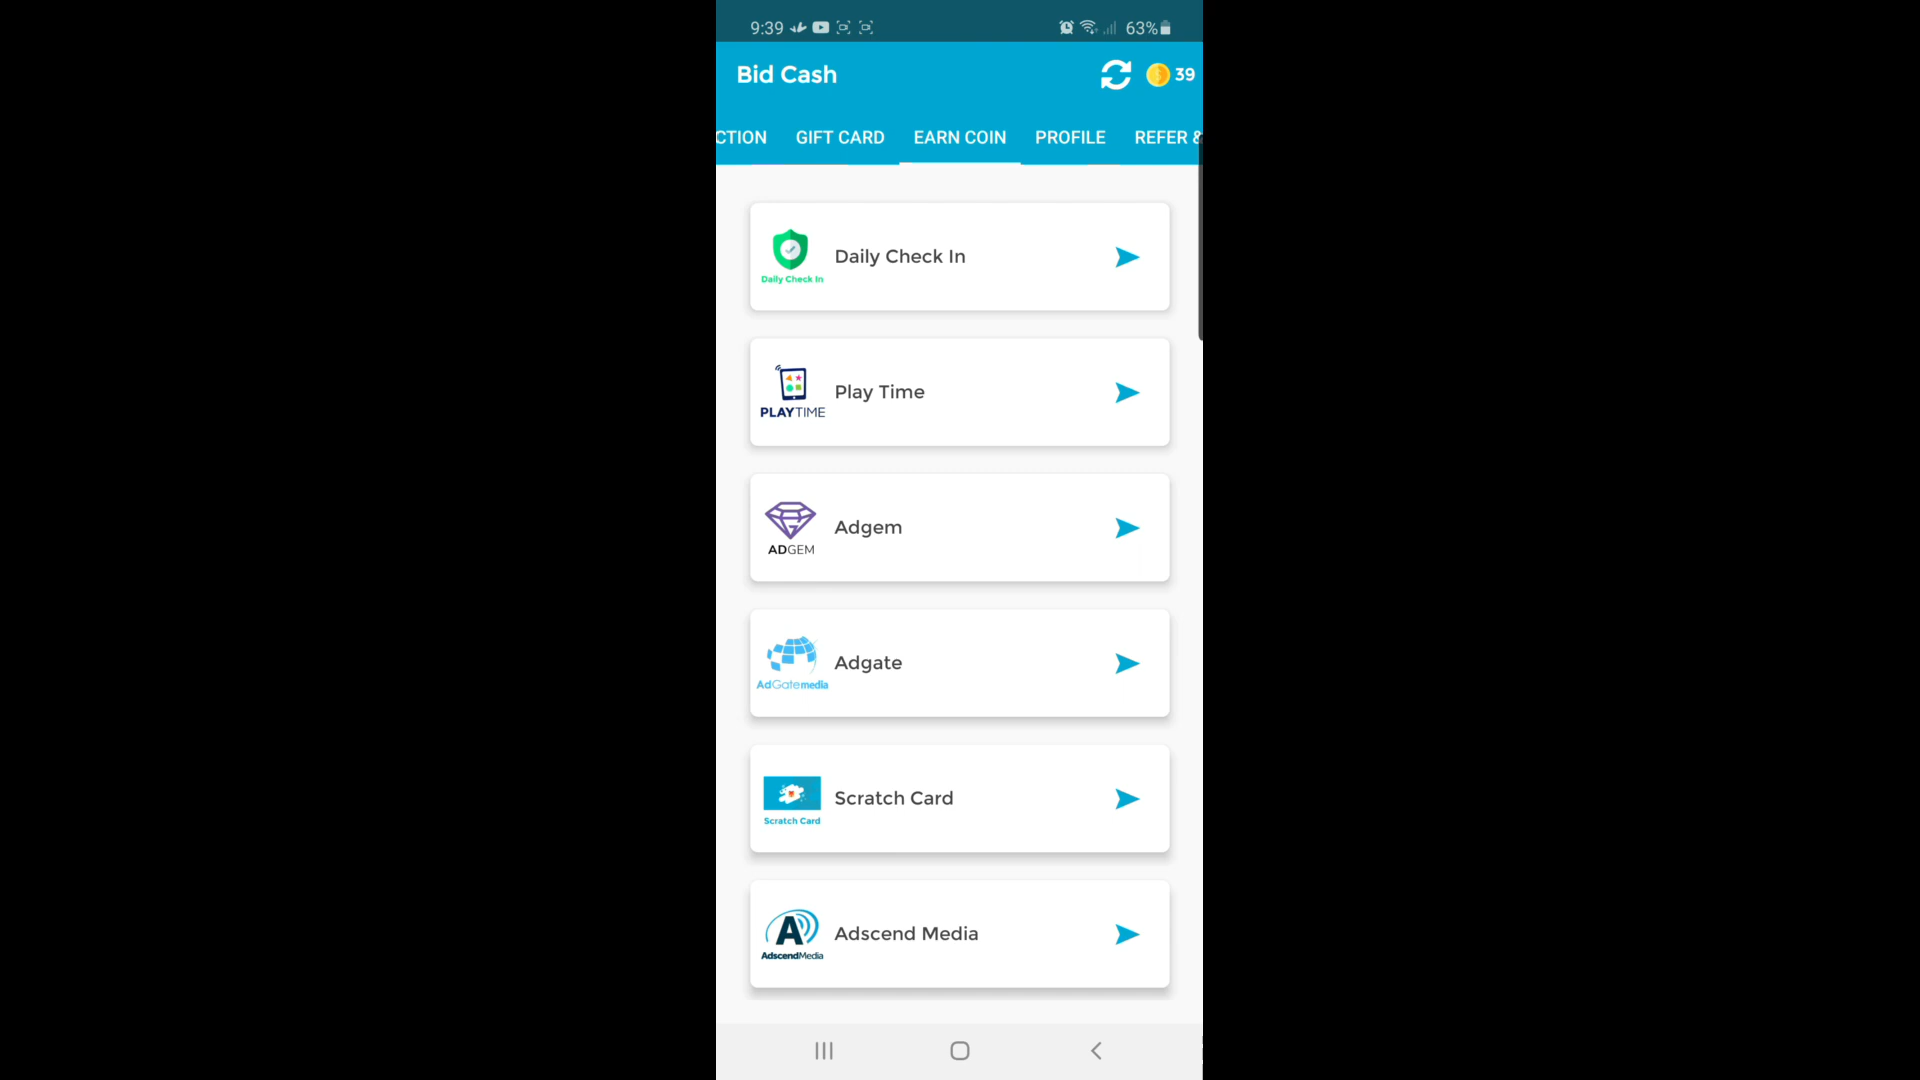 9:39
63%
Bid Cash
39
CTION GIFT CARD EARN COIN PROFILE REFER &
Daily Check In
Daily Check In
PLAYTIME
Play Time
ADGEM
Adgem
AdGatemedia
Adgate
Scratch Card
Scratch Card
AdscendMedia
Adscend Media